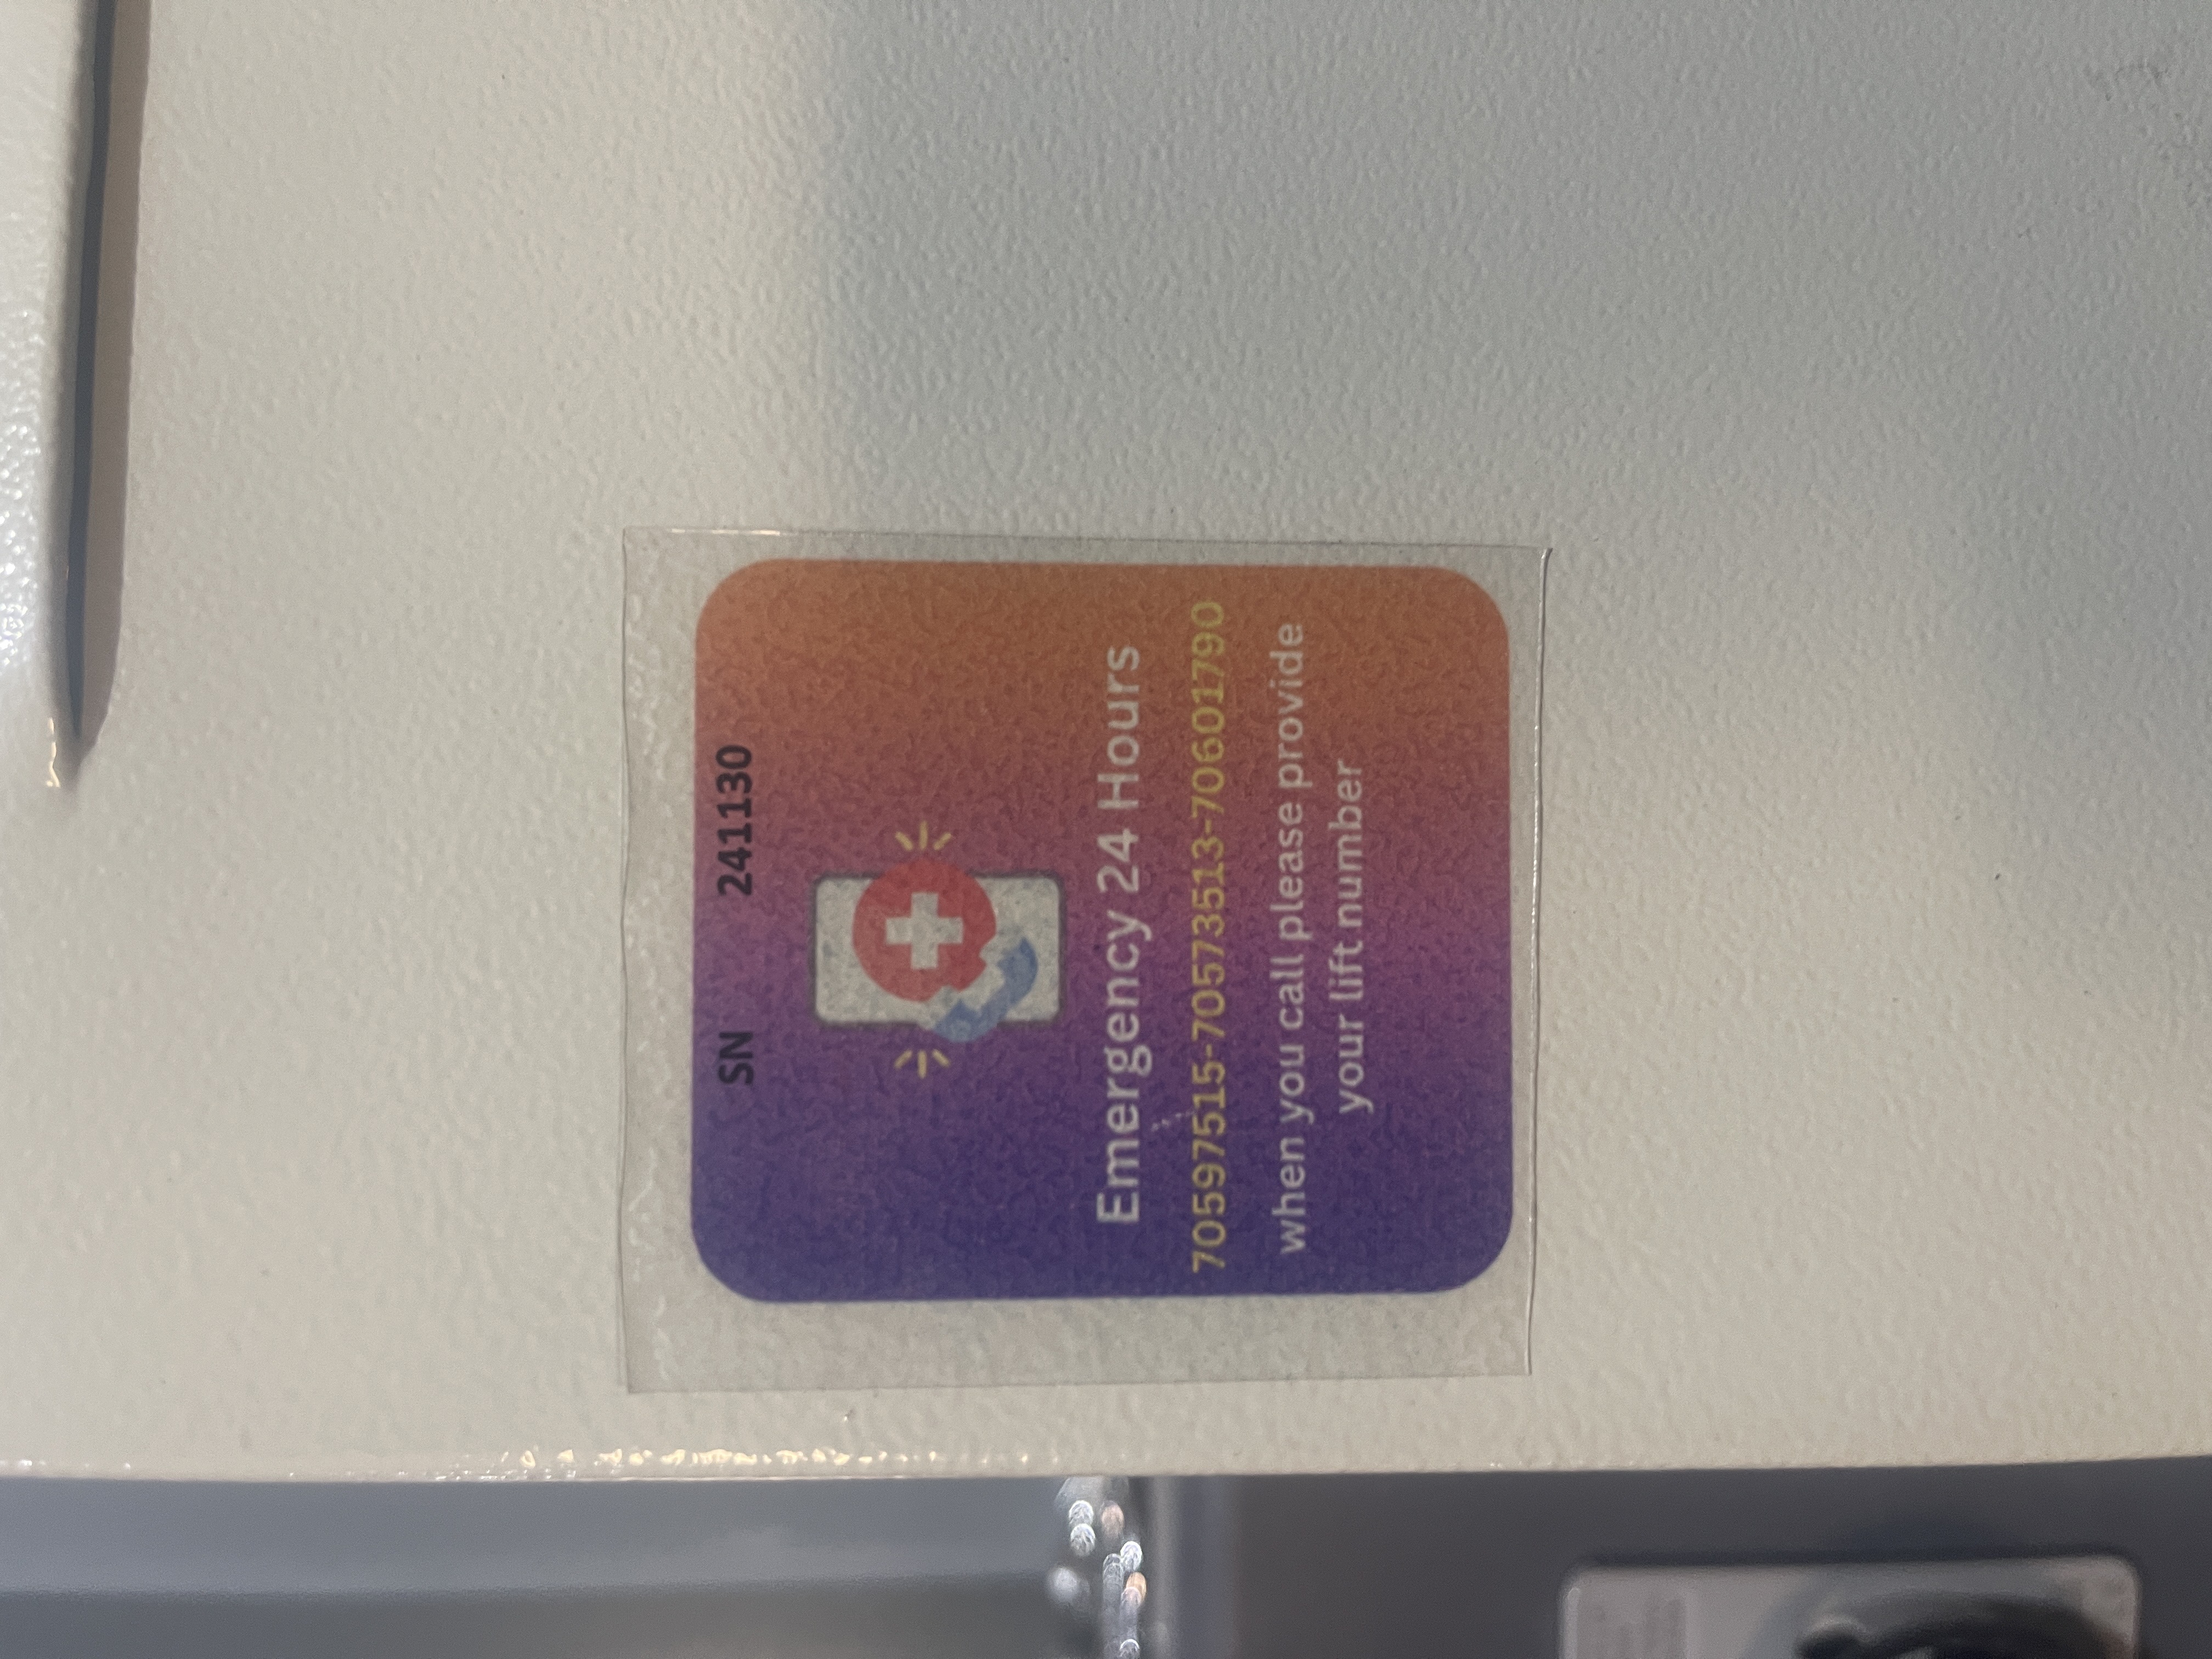 SN 241130
Emergency 24 Hours
70597515-70573513-70601790
when you call please provide
your lift number